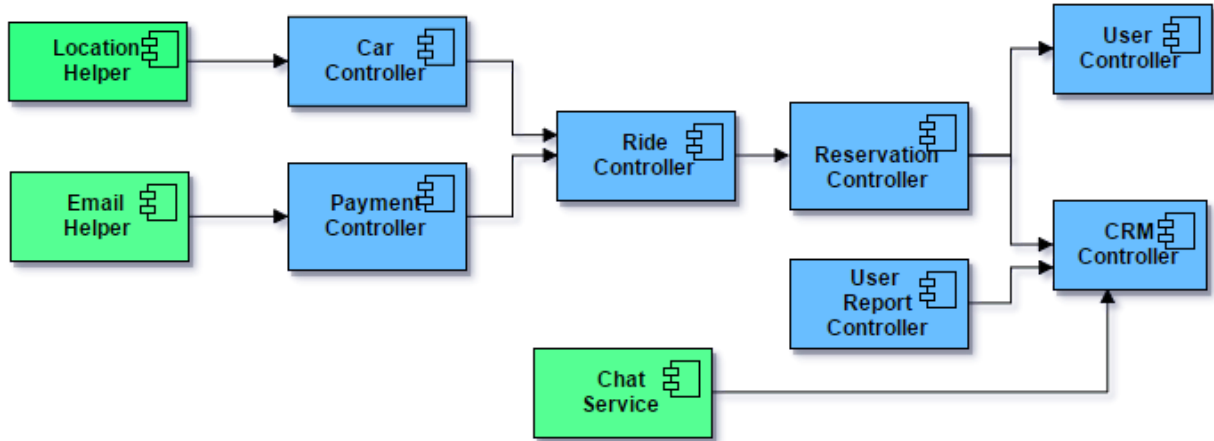 Location
Helper
Car
Controller
User
Controller
Ride
Controller
Reservation
Controller
Email
Helper
Payment
Controller
CRM
Controller
User
Report
Controller
Chat
Service